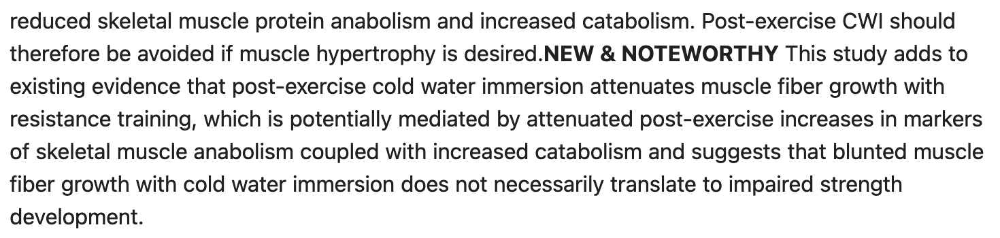 reduced skeletal muscle protein anabolism and increased catabolism. Post-exercise CWI should
therefore be avoided if muscle hypertrophy is desired.NEW & NOTEWORTHY This study adds to
existing evidence that post-exercise cold water immersion attenuates muscle fiber growth with
resistance training, which is potentially mediated by attenuated post-exercise increases in markers
of skeletal muscle anabolism coupled with increased catabolism and suggests that blunted muscle
fiber growth with cold water immersion does not necessarily translate to impaired strength
development.